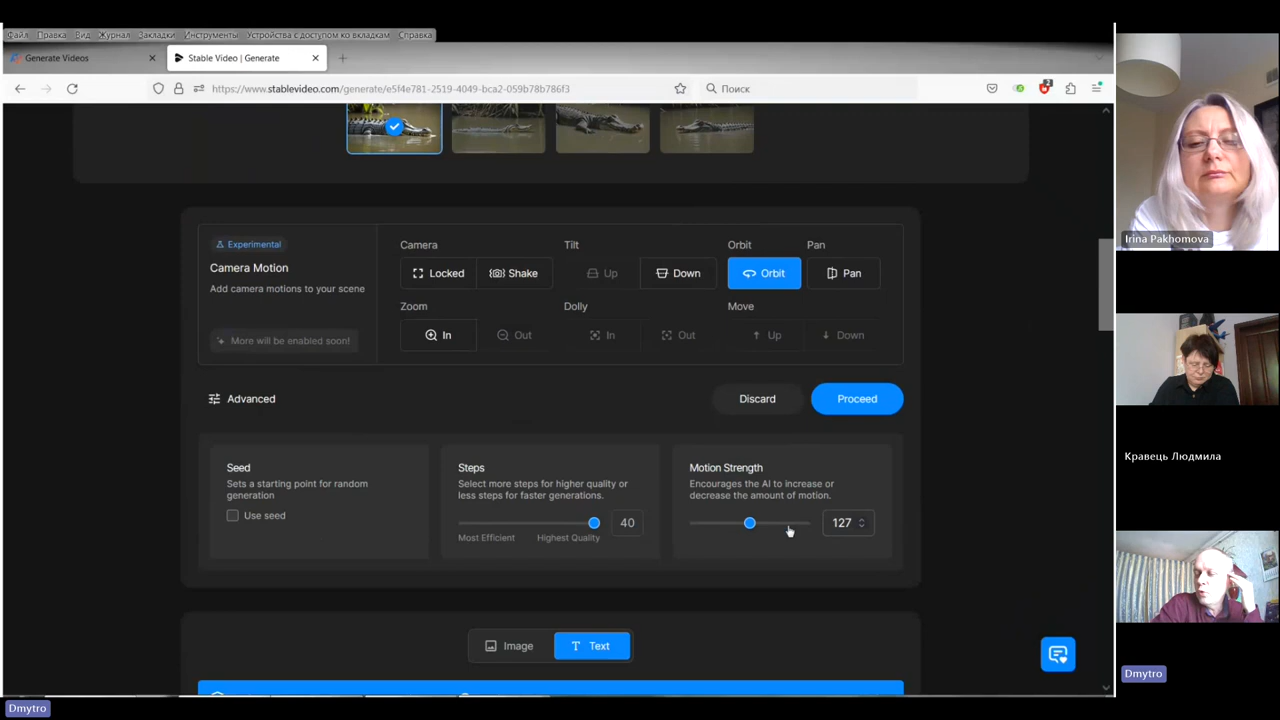 Файл Правка Вид Журнал Закладки Инструменты Устройства с доступом ко вкладкам Справка
Generate Videos
Stable Video | Generate
https://www.stablevideo.com/generate/e5f4e781-2519-4049-bca2-059b78b786f3
Поиск
2
Experimental
Camera Motion
Add camera motions to your scene
More will be enabled soon!
Camera
Tilt
Orbit
Pan
Locked
Shake
Up
Down
Orbit
Pan
Zoom
Dolly
Move
In
Out
In
Out
Up
Down
Advanced
Discard
Proceed
Seed
Sets a starting point for random
generation
Use seed
Steps
Select more steps for higher quality or
less steps for faster generations.
40
Most Efficient
Highest Quality
Motion Strength
Encourages the AI to increase or
decrease the amount of motion.
127
Image
Text
Irina Pakhomova
Кравець Людмила
Dmytro
Dmytro